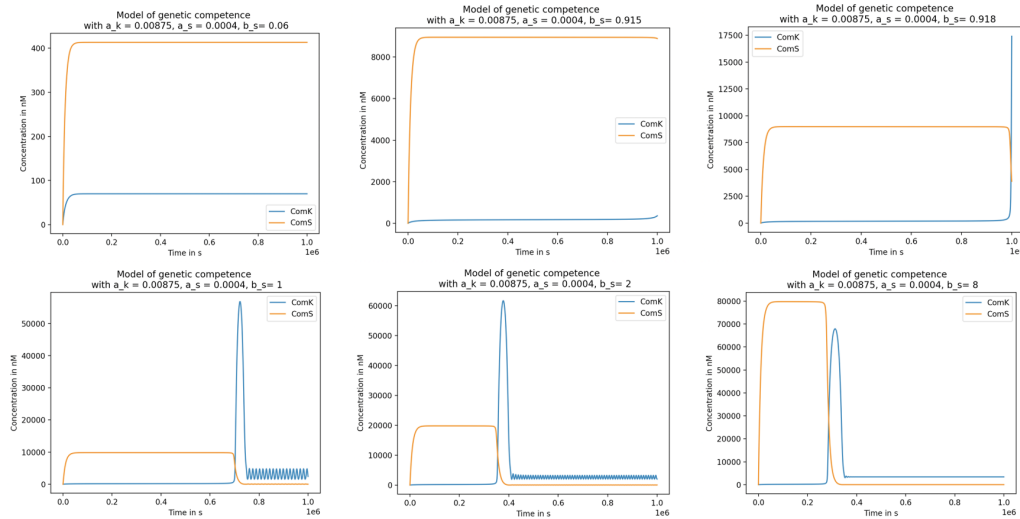 Model of genetic competence
with a_k = 0.00875, a_s = 0.0004, b_s= 0.06
Concentration in nM
400
300
200
100
0
ComK
ComS
0.0 0.2 0.4 0.6 0.8 1.0
1e6
Time in s
Model of genetic competence
with a_k = 0.00875, a_s = 0.0004, b_s= 0.915
Concentration in nM
8000
6000
4000
2000
0
ComK
ComS
0.0 0.2 0.4 0.6 0.8 1.0
1e6
Time in s
Model of genetic competence
with a_k = 0.00875, a_s = 0.0004, b_s= 0.918
Concentration in nM
17500
15000
12500
10000
7500
5000
2500
0
ComK
ComS
0.0 0.2 0.4 0.6 0.8 1.0
1e6
Time in s
Model of genetic competence
with a_k = 0.00875, a_s = 0.0004, b_s= 1
Concentration in nM
50000
40000
30000
20000
10000
0
ComK
ComS
0.0 0.2 0.4 0.6 0.8 1.0
1e6
Time in s
Model of genetic competence
with a_k = 0.00875, a_s = 0.0004, b_s= 2
Concentration in nM
60000
50000
40000
30000
20000
10000
0
ComK
ComS
0.0 0.2 0.4 0.6 0.8 1.0
1e6
Time in s
Model of genetic competence
with a_k = 0.00875, a_s = 0.0004, b_s= 8
Concentration in nM
80000
70000
60000
50000
40000
30000
20000
10000
0
ComK
ComS
0.0 0.2 0.4 0.6 0.8 1.0
1e6
Time in s